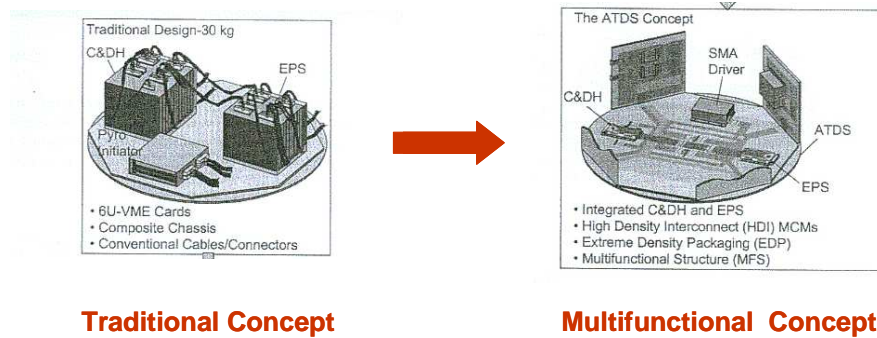 Traditional Design-30 kg
C&DH
EPS
Pyro
Initiator
• 6U-VME Cards
• Composite Chassis
• Conventional Cables/Connectors
Traditional Concept
The ATDS Concept
SMA
Driver
C&DH
ATDS
EPS
• Integrated C&DH and EPS
• High Density Interconnect (HDI) MCMs
• Extreme Density Packaging (EDP)
• Multifunctional Structure (MFS)
Multifunctional Concept